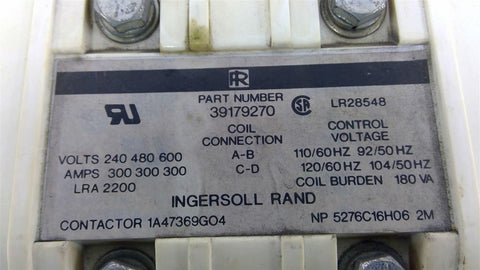 IR
PART NUMBER
39179270
LR28548
COIL CONNECTION
CONTROL VOLTAGE
VOLTS 240 480 600
A-B 110/60HZ 92/50HZ
AMPS 300 300 300
C-D 120/60HZ 104/50HZ
LRA 2200
COIL BURDEN 180 VA
INGERSOLL RAND
CONTACTOR 1A47369G04
NP 5276C16H06 2M